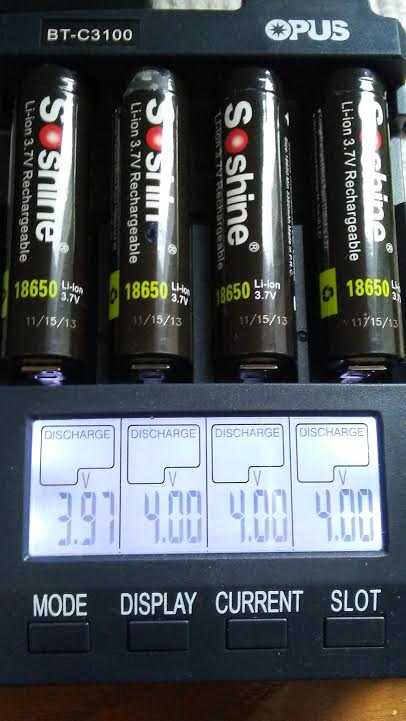 BT-C3100 OPUS
Soshine® Soshine® Soshine® Soshine®
Li-ion 3.7V Rechargeable Li-ion 3.7V Rechargeable Li-ion 3.7V Rechargeable Li-ion 3.7V Rechargeable
18650 Li-ion 3.7V 18650 Li-ion 3.7V 18650 Li-ion 3.7V 18650 Li-ion 3.7V
11/15/13 11/15/13 11/15/13 11/15/13
DISCHARGE DISCHARGE DISCHARGE DISCHARGE
V V V V
3.97 4.00 4.00 4.00
MODE DISPLAY CURRENT SLOT